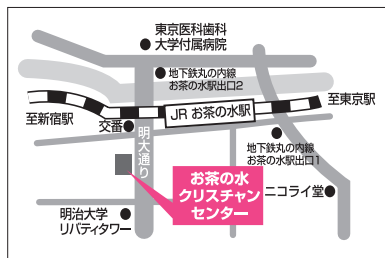 東京医科歯科
大学付属病院
地下鉄丸の内線
お茶の水駅出口2
JR お茶の水駅
至東京駅
至新宿駅
交番
明大通り
地下鉄丸の内線
お茶の水駅出口1
お茶の水
クリスチャン
センター
ニコライ堂
明治大学
リバティタワー